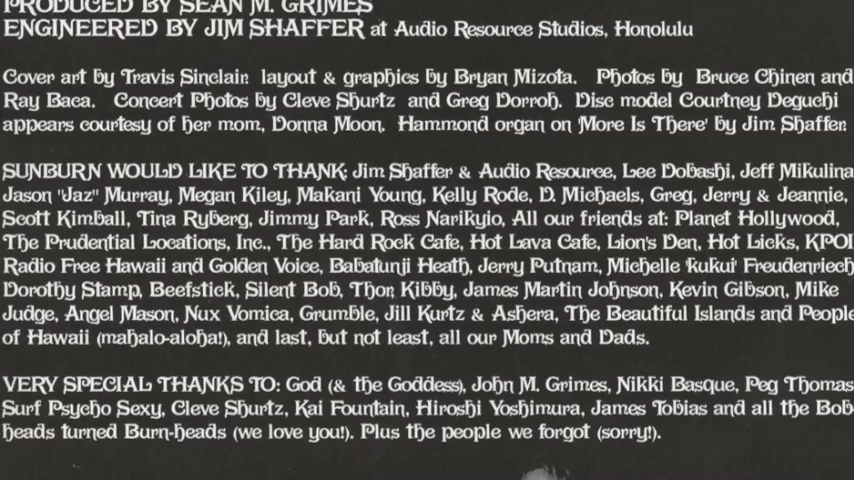 PRODUCED BY SEAN M. GRIMES
ENGINEERED BY JIM SHAFFER at Audio Resource Studios, Honolulu
Cover art by Travis Sinclair. layout & graphics by Bryan Mizota. Photos by Bruce Chinen and
Ray Baca. Concert Photos by Cleve Shurtz and Greg Dorroh. Disc model Courtney Deguchi
appears courtesy of her mom, Donna Moon. Hammond organ on 'More Is There' by Jim Shaffer.
SUNBURN WOULD LIKE TO THANK: Jim Shaffer & Audio Resource, Lee Dobashi, Jeff Mikulina,
Jason "Jaz" Murray, Megan Kiley, Makani Young, Kelly Rode, D. Michaels, Greg, Jerry & Jeannie,
Scott Kimball, Tina Ryberg, Jimmy Park, Ross Narikyio, All our friends at: Planet Hollywood,
The Prudential Locations, Inc., The Hard Rock Cafe, Hot Lava Cafe, Lion's Den, Hot Licks, KPOI
Radio Free Hawaii and Golden Voice, Babatunji Heath, Jerry Putnam, Michelle 'kukui' Freudenriech
Dorothy Stamp, Beefstick, Silent Bob, Thor, Kibby, James Martin Johnson, Kevin Gibson, Mike
Judge, Angel Mason, Nux Vomica, Grumble, Jill Kurtz & Ashera, The Beautiful Islands and People
of Hawaii (mahalo-aloha!), and last, but not least, all our Moms and Dads.
VERY SPECIAL THANKS TO: God (& the Goddess), John M. Grimes, Nikki Basque, Peg Thomas
Surf Psycho Sexy, Cleve Shurtz, Kai Fountain, Hiroshi Yoshimura, James Tobias and all the Bob-
heads turned Burn-heads (we love you!). Plus the people we forgot (sorry!).